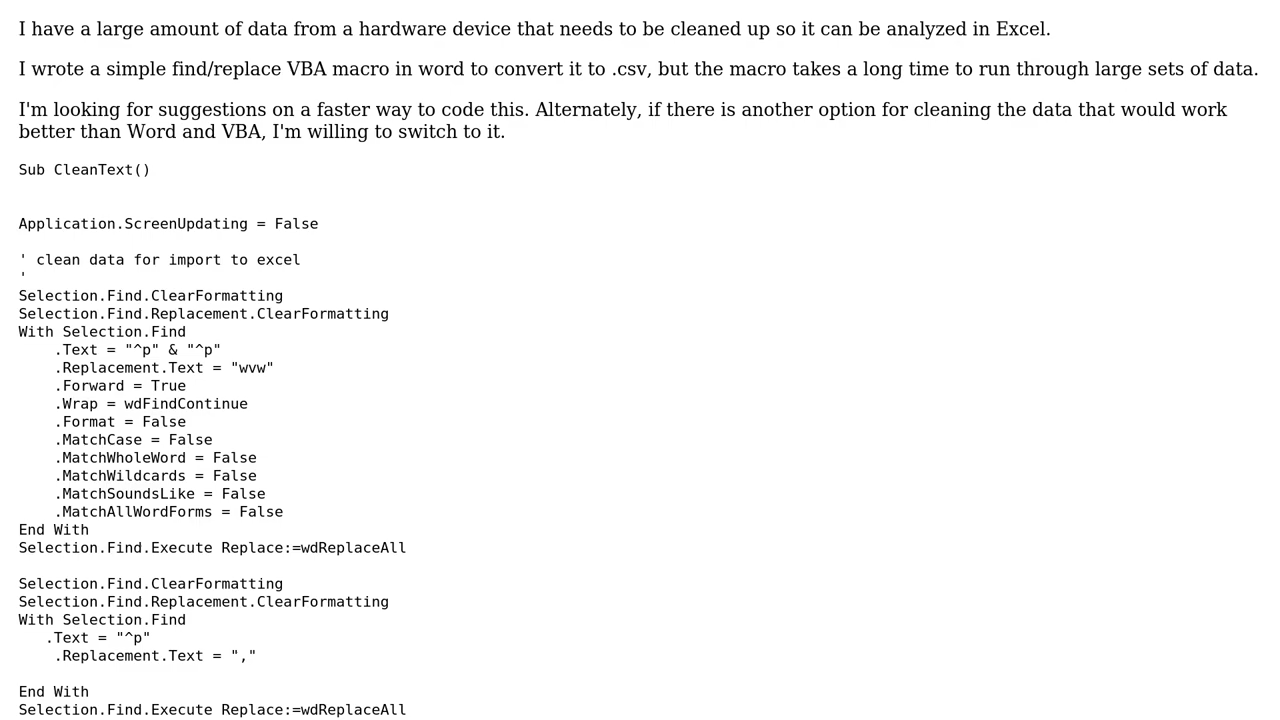 I have a large amount of data from a hardware device that needs to be cleaned up so it can be analyzed in Excel.
I wrote a simple find/replace VBA macro in word to convert it to .csv, but the macro takes a long time to run through large sets of data.
I'm looking for suggestions on a faster way to code this. Alternately, if there is another option for cleaning the data that would work
better than Word and VBA, I'm willing to switch to it.
Sub CleanText()
Application.ScreenUpdating = False
' clean data for import to excel
'
Selection.Find.ClearFormatting
Selection.Find.Replacement.ClearFormatting
With Selection.Find
    .Text = "^p" & "^p"
    .Replacement.Text = "wvw"
    .Forward = True
    .Wrap = wdFindContinue
    .Format = False
    .MatchCase = False
    .MatchWholeWord = False
    .MatchWildcards = False
    .MatchSoundsLike = False
    .MatchAllWordForms = False
End With
Selection.Find.Execute Replace:=wdReplaceAll
Selection.Find.ClearFormatting
Selection.Find.Replacement.ClearFormatting
With Selection.Find
   .Text = "^p"
    .Replacement.Text = ","
End With
Selection.Find.Execute Replace:=wdReplaceAll